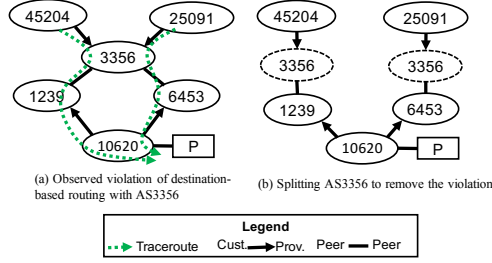 45204
25091
3356
1239
6453
10620
P
(a) Observed violation of destination-
based routing with AS3356
45204
25091
3356
3356
1239
6453
10620
P
(b) Splitting AS3356 to remove the violation
Legend
Traceroute Cust. Prov. Peer Peer